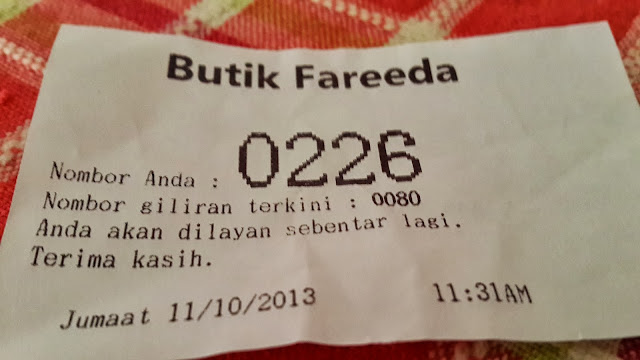 Butik Fareeda
Nombor Anda : 0226
Nombor giliran terkini : 0080
Anda akan dilayan sebentar lagi.
Terima kasih.
Jumaat 11/10/2013 11:31AM